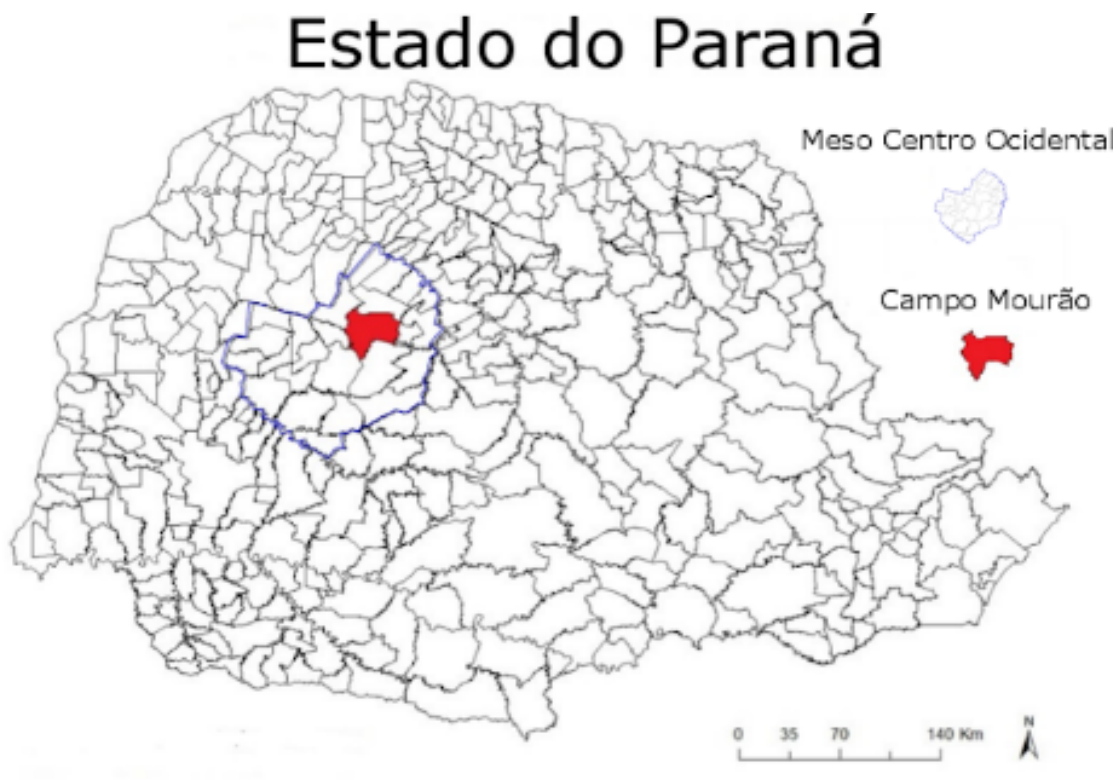 Estado do Paraná
Meso Centro Ocidental
Campo Mourão
0 35 70 140 Km
N